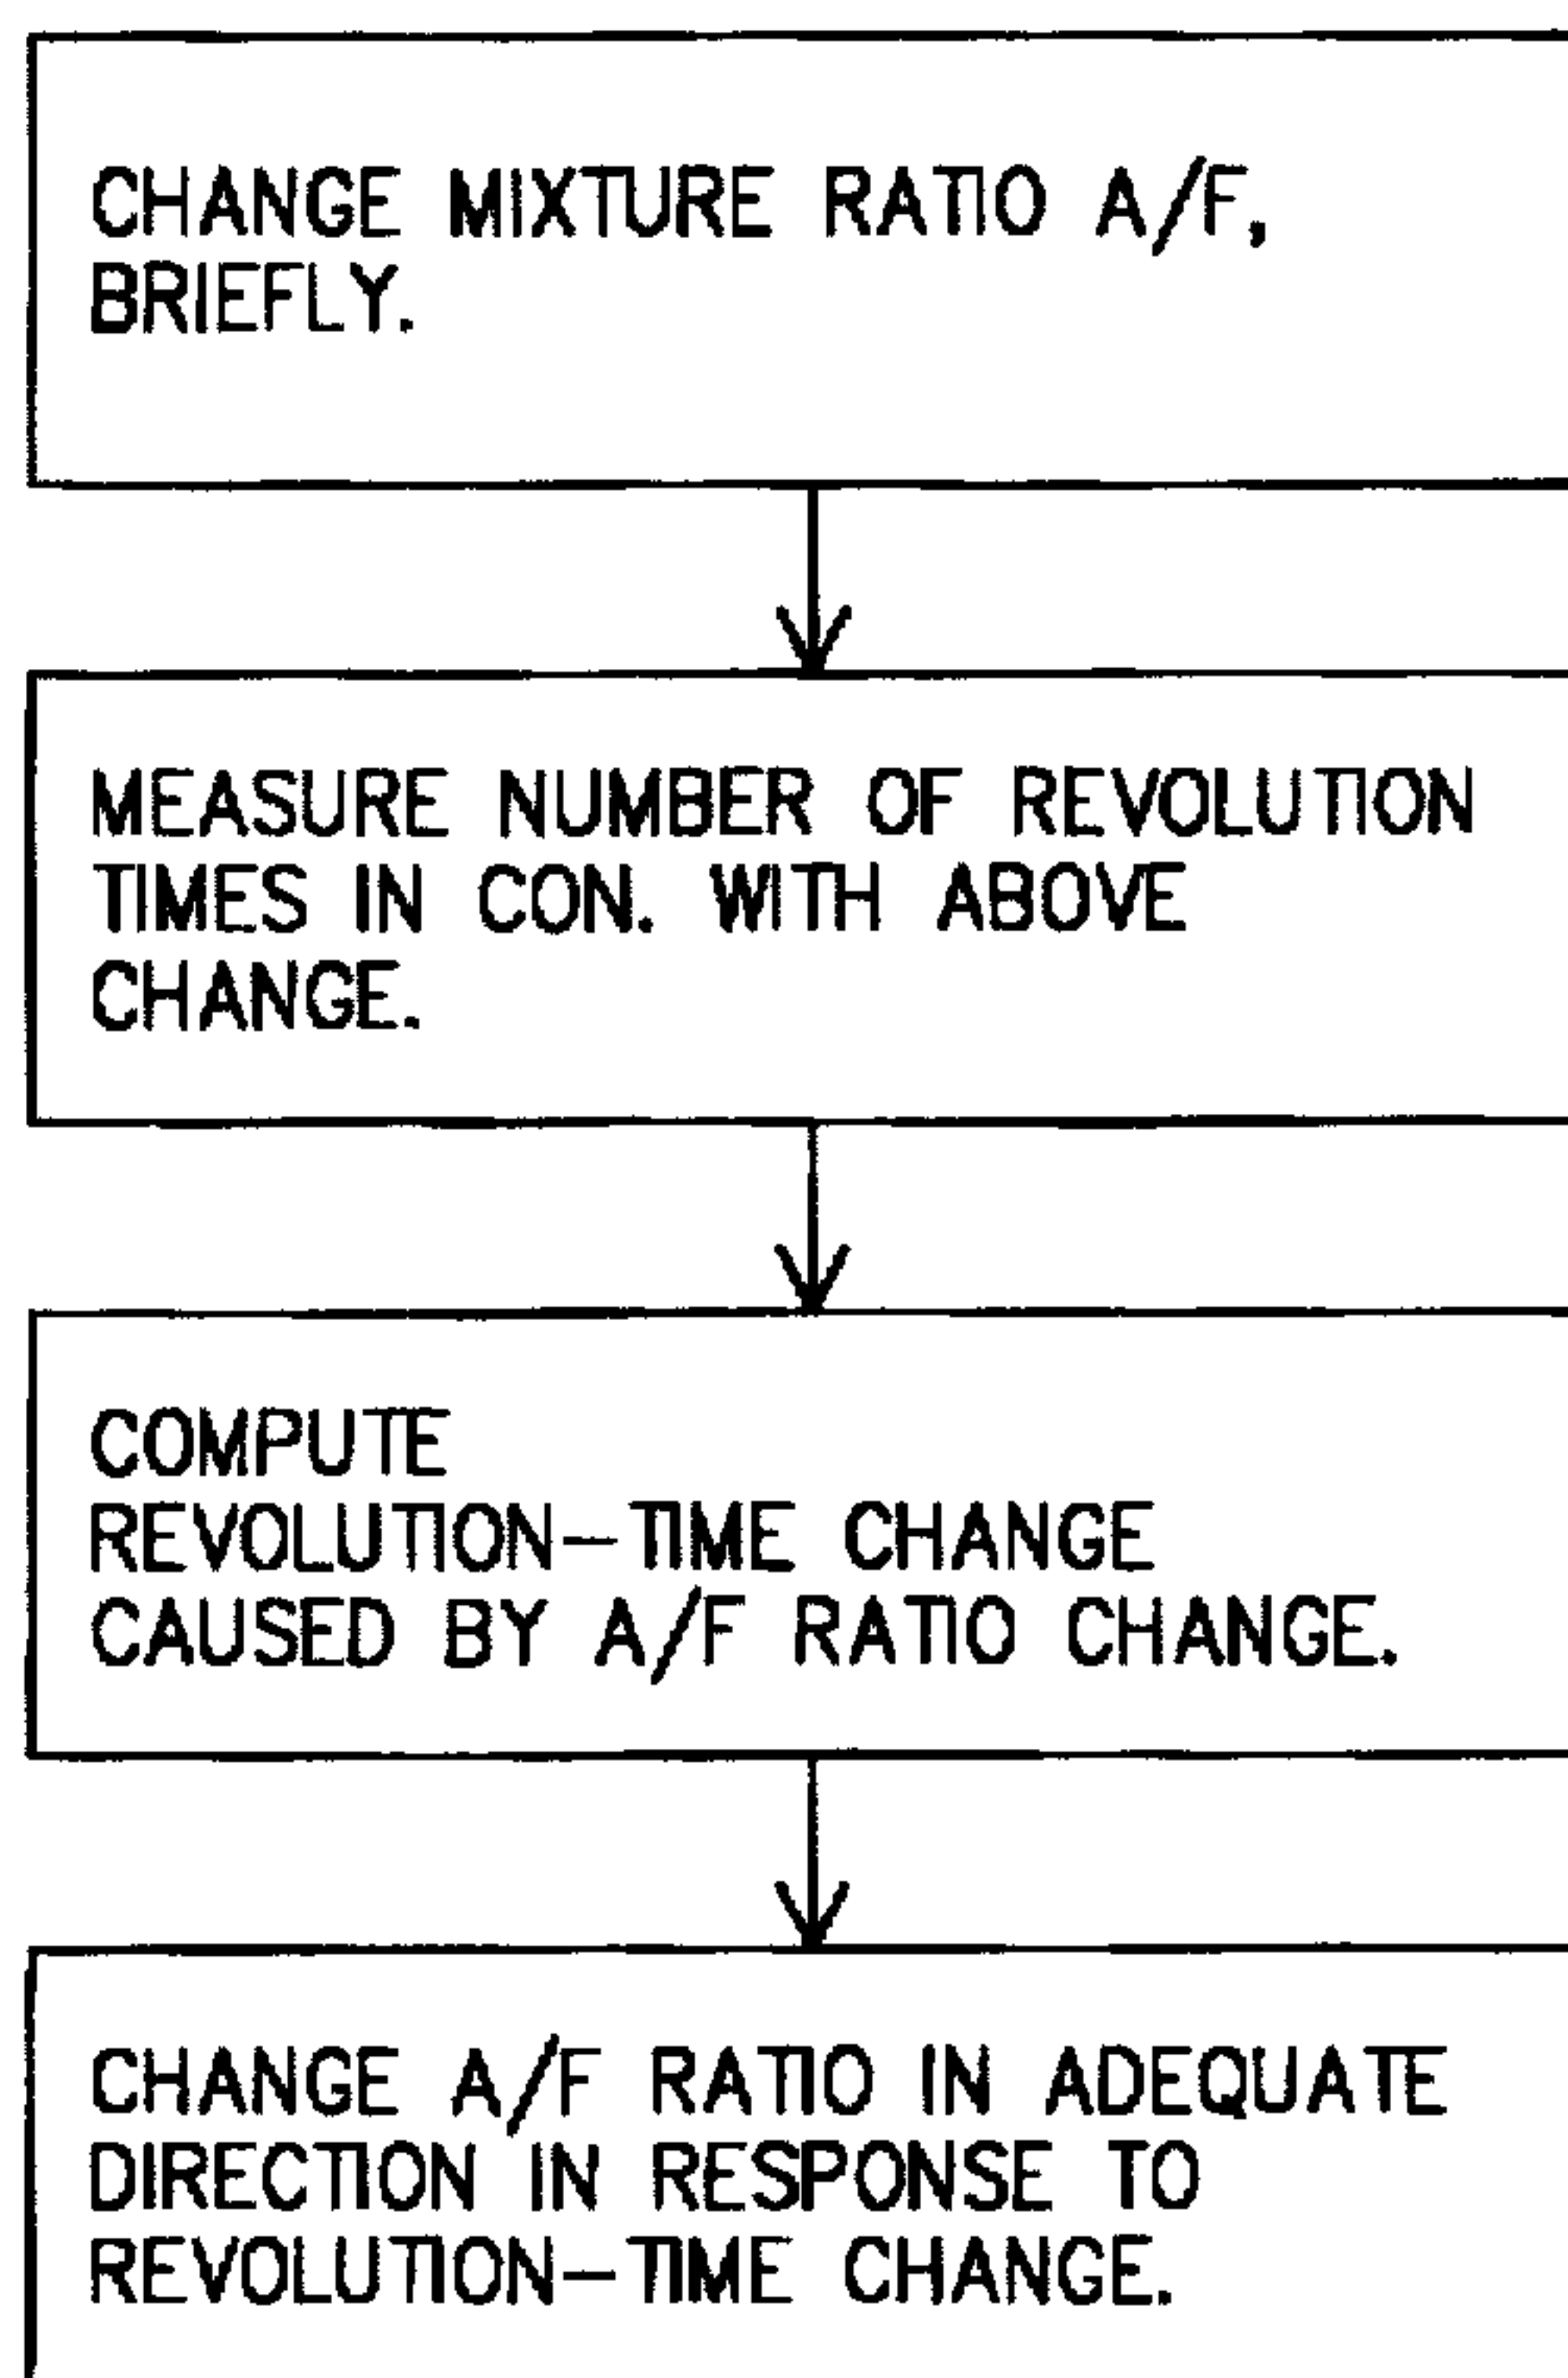 CHANGE MIXTURE RATIO A/F,
BRIEFLY.
MEASURE NUMBER OF REVOLUTION
TIMES IN CON. WITH ABOVE
CHANGE.
COMPUTE
REVOLUTION-TIME CHANGE
CAUSED BY A/F RATIO CHANGE.
CHANGE A/F RATIO IN ADEQUATE
DIRECTION IN RESPONSE TO
REVOLUTION-TIME CHANGE.